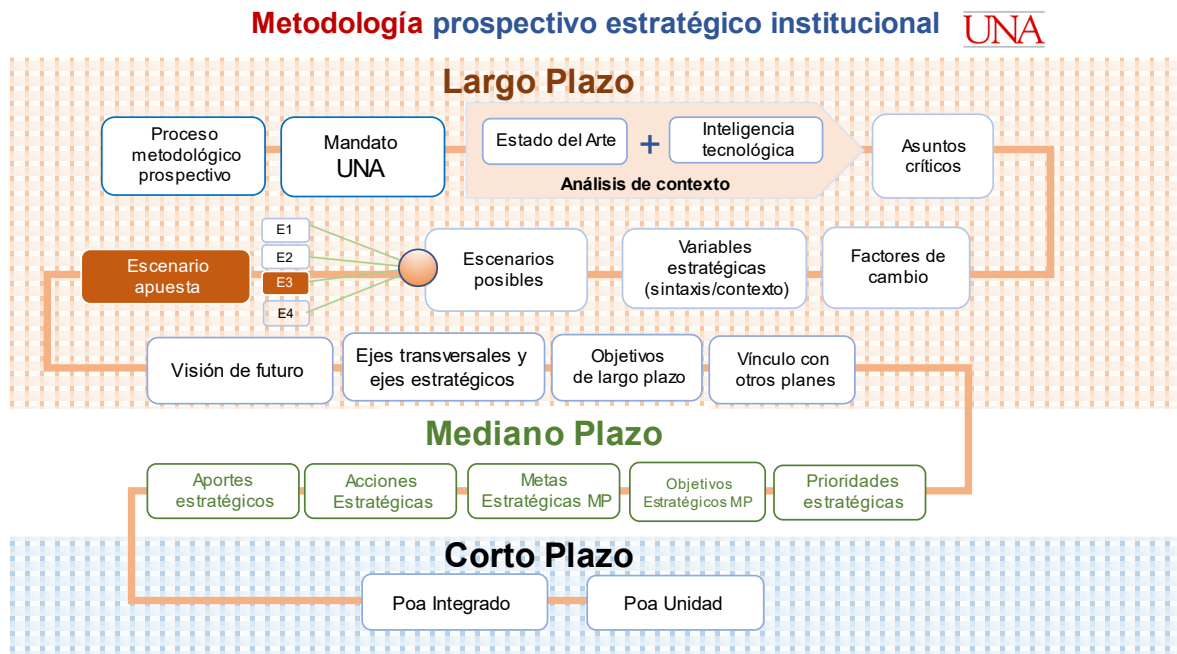 Metodología prospectivo estratégico institucional
UNA
Largo Plazo
Proceso
metodológico
prospectivo
Mandato
UNA
Estado del Arte
+
Inteligencia
tecnológica
Análisis de contexto
Asuntos
críticos
Escenario
apuesta
E1
E2
E3
E4
Escenarios
posibles
Variables
estratégicas
(sintaxis/contexto)
Factores de
cambio
Visión de futuro
Ejes transversales y
ejes estratégicos
Objetivos
de largo plazo
Vínculo con
otros planes
Mediano Plazo
Aportes
estratégicos
Acciones
Estratégicas
Metas
Estratégicas MP
Objetivos
Estratégicos MP
Prioridades
estratégicas
Corto Plazo
Poa Integrado
Poa Unidad